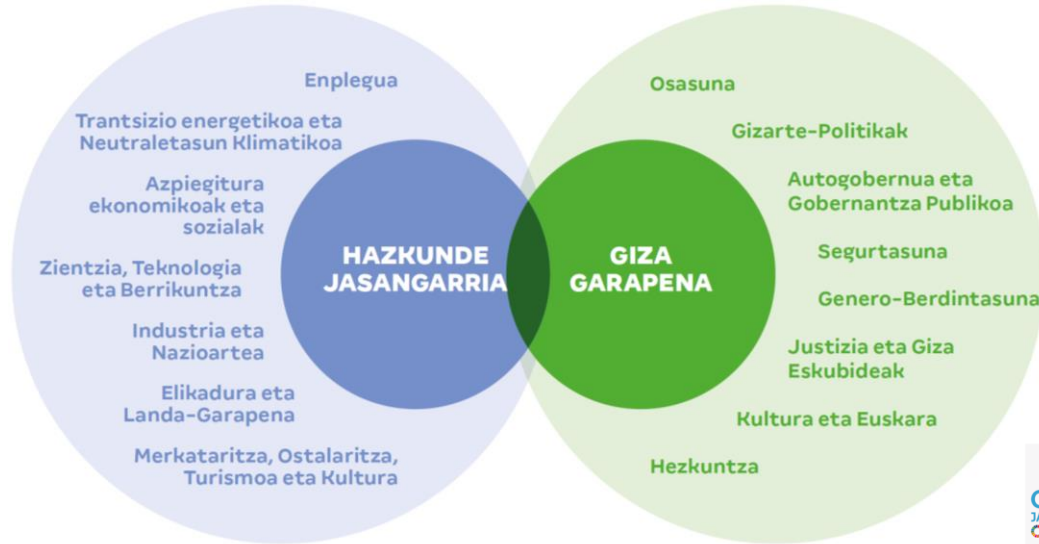 Enplegua
Trantsizio energetikoa eta
Neutraletasun Klimatikoa
Azpiegitura
ekonomikoak eta
sozialak
Zientzia, Teknologia
eta Berrikuntza
Industria eta
Nazioartea
Elikadura eta
Landa-Garapena
Merkataritza, Ostalaritza,
Turismoa eta Kultura
HAZKUNDE
JASANGARRIA
GIZA
GARAPENA
Osasuna
Gizarte-Politikak
Autogobernua eta
Gobernantza Publikoa
Segurtasuna
Genero-Berdintasuna
Justizia eta Giza
Eskubideak
Kultura eta Euskara
Hezkuntza